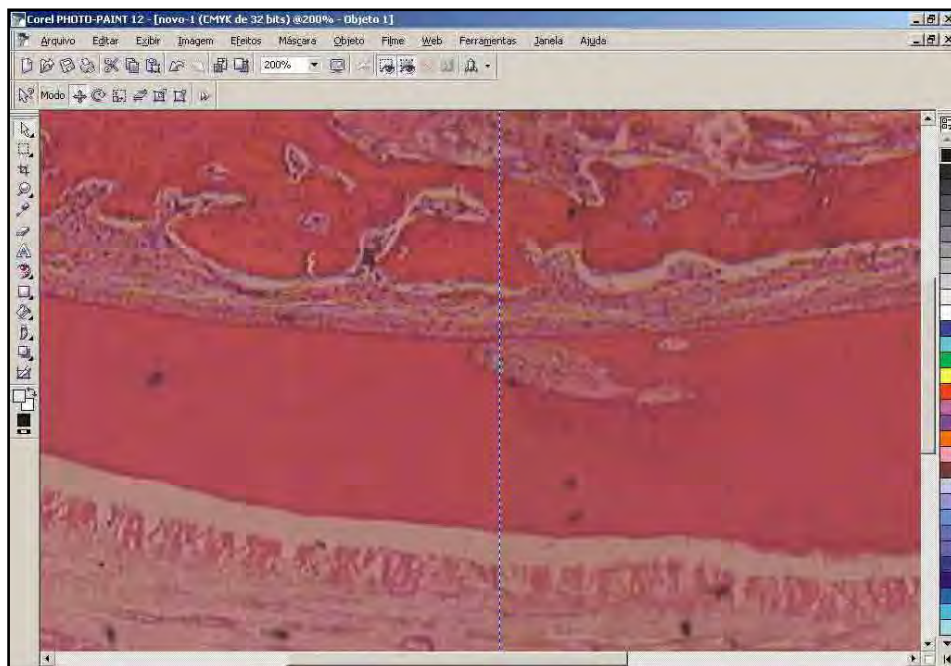 Corel PHOTO-PAINT 12 - [novo-1 (CMYK de 32 bits) @200% - Objeto 1]
Arquivo Editar Exibir Imagem Efeitos Máscara Objeto Filme Web Ferramentas Janela Ajuda
200%
Modo